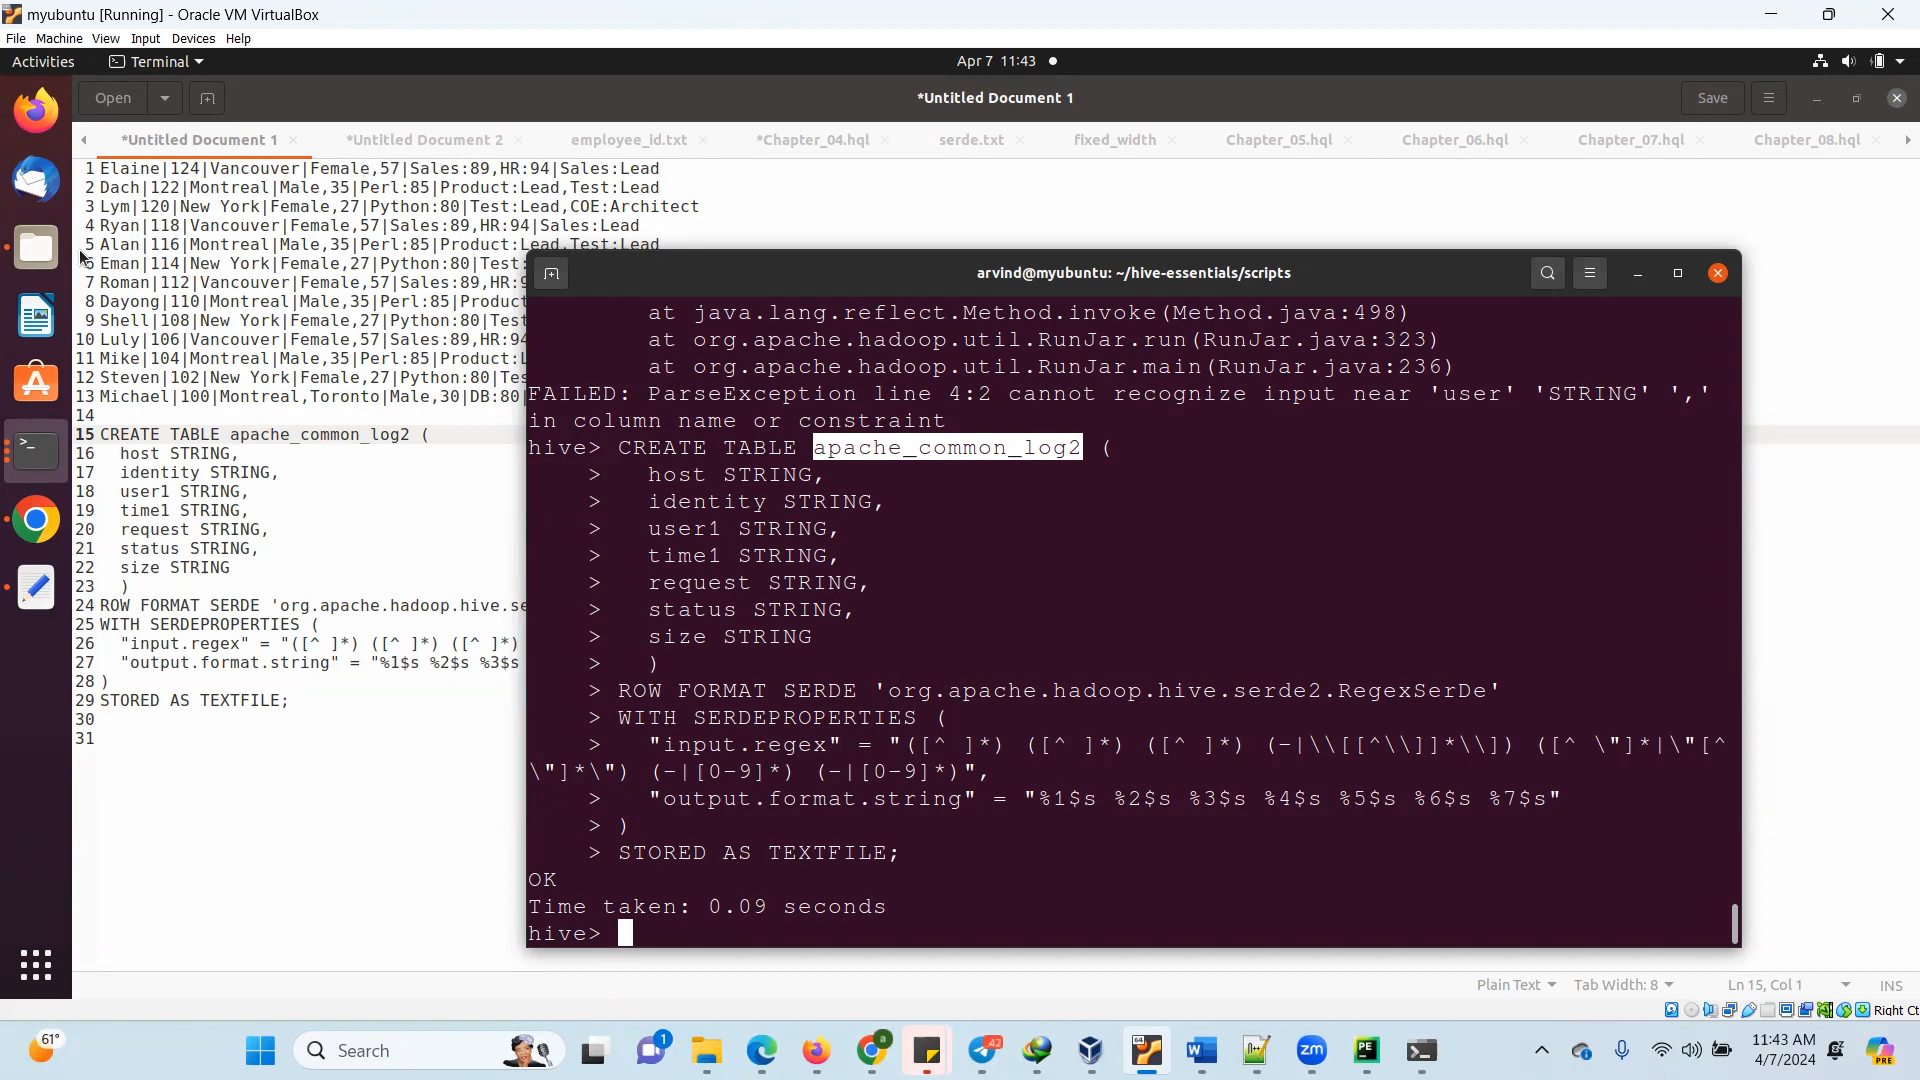 myubuntu [Running] - Oracle VM VirtualBox
File Machine View Input Devices Help
Activities Terminal Apr 7 11:43
Open *Untitled Document 1 Save
*Untitled Document 1 *Untitled Document 2 employee_id.txt *Chapter_04.hql serde.txt fixed_width Chapter_05.hql Chapter_06.hql Chapter_07.hql Chapter_08.hql
1 Elaine|124|Vancouver|Female,57|Sales:89,HR:94|Sales:Lead
2 Dach|122|Montreal|Male,35|Perl:85|Product:Lead,Test:Lead
3 Lym|120|New York|Female,27|Python:80|Test:Lead,COE:Architect
4 Ryan|118|Vancouver|Female,57|Sales:89,HR:94|Sales:Lead
5 Alan|116|Montreal|Male,35|Perl:85|Product:Lead,Test:Lead
6 Eman|114|New York|Female,27|Python:80|Test:
7 Roman|112|Vancouver|Female,57|Sales:89,HR:9
8 Dayong|110|Montreal|Male,35|Perl:85|Product
9 Shell|108|New York|Female,27|Python:80|Test
10 Luly|106|Vancouver|Female,57|Sales:89,HR:94
11 Mike|104|Montreal|Male,35|Perl:85|Product:L
12 Steven|102|New York|Female,27|Python:80|Tes
13 Michael|100|Montreal,Toronto|Male,30|DB:80|
14
15 CREATE TABLE apache_common_log2 (
16 host STRING,
17 identity STRING,
18 user1 STRING,
19 time1 STRING,
20 request STRING,
21 status STRING,
22 size STRING
23 )
24 ROW FORMAT SERDE 'org.apache.hadoop.hive.se
25 WITH SERDEPROPERTIES (
26 "input.regex" = "([^ ]*) ([^ ]*) ([^ ]*)
27 "output.format.string" = "%1$s %2$s %3$s
28 )
29 STORED AS TEXTFILE;
30
31
arvind@myubuntu: ~/hive-essentials/scripts
at java.lang.reflect.Method.invoke(Method.java:498)
at org.apache.hadoop.util.RunJar.run(RunJar.java:323)
at org.apache.hadoop.util.RunJar.main(RunJar.java:236)
FAILED: ParseException line 4:2 cannot recognize input near 'user' 'STRING' ','
in column name or constraint
hive> CREATE TABLE apache_common_log2 (
> host STRING,
> identity STRING,
> user1 STRING,
> time1 STRING,
> request STRING,
> status STRING,
> size STRING
> )
> ROW FORMAT SERDE 'org.apache.hadoop.hive.serde2.RegexSerDe'
> WITH SERDEPROPERTIES (
> "input.regex" = "([^ ]*) ([^ ]*) ([^ ]*) (-|\\[[^\\]]*\\]) ([^ \"]*|\"[^
\"]*\") (-|[0-9]*) (-|[0-9]*)",
> "output.format.string" = "%1$s %2$s %3$s %4$s %5$s %6$s %7$s"
> )
> STORED AS TEXTFILE;
OK
Time taken: 0.09 seconds
hive>
Plain Text Tab Width: 8 Ln 15, Col 1 INS
Right Ct
61° Search 1 a 42 64 W zm PE 11:43 AM PRE
4/7/2024